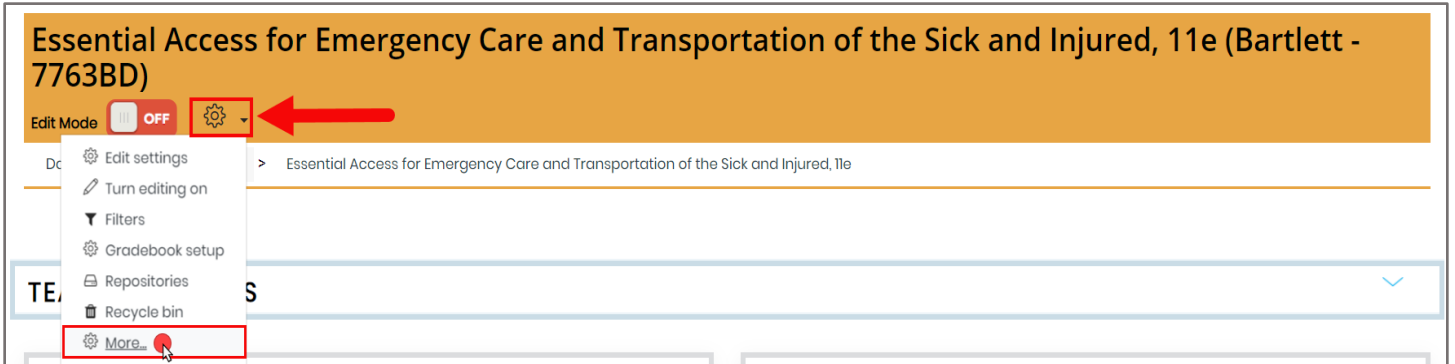 Essential Access for Emergency Care and Transportation of the Sick and Injured, 11e (Bartlett -
7763BD)
Edit Mode OFF
> Essential Access for Emergency Care and Transportation of the Sick and Injured, 11e
Edit settings
Turn editing on
Filters
Gradebook setup
Repositories
Recycle bin
More...